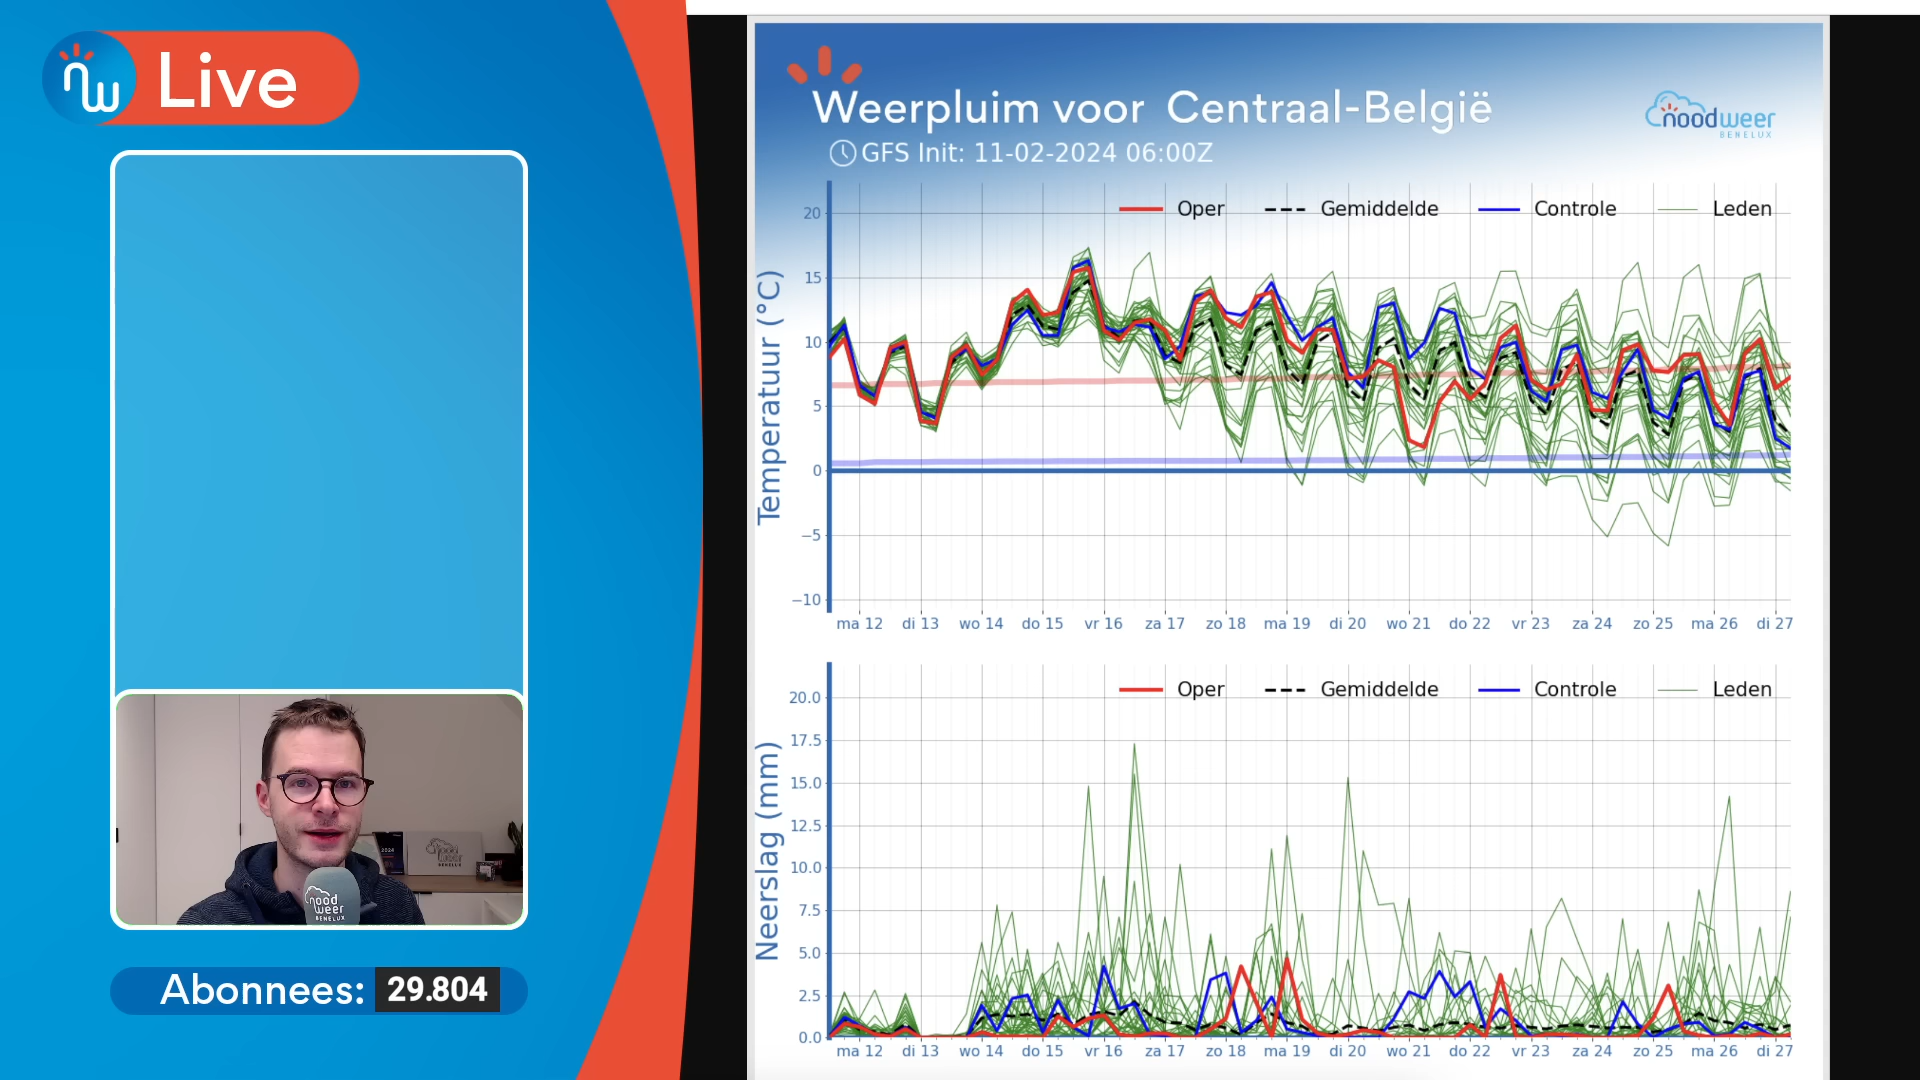 nw Live
Abonnees: 29.804
2024
nood
weer
BENELUX
Weerpluim voor Centraal-België
noodweer
BENELUX
GFS Init: 11-02-2024 06:00Z
Oper Gemiddelde Controle Leden
Temperatuur (°C)
20
15
10
5
0
−5
−10
ma 12 di 13 wo 14 do 15 vr 16 za 17 zo 18 ma 19 di 20 wo 21 do 22 vr 23 za 24 zo 25 ma 26 di 27
Oper Gemiddelde Controle Leden
Neerslag (mm)
20.0
17.5
15.0
12.5
10.0
7.5
5.0
2.5
0.0
ma 12 di 13 wo 14 do 15 vr 16 za 17 zo 18 ma 19 di 20 wo 21 do 22 vr 23 za 24 zo 25 ma 26 di 27